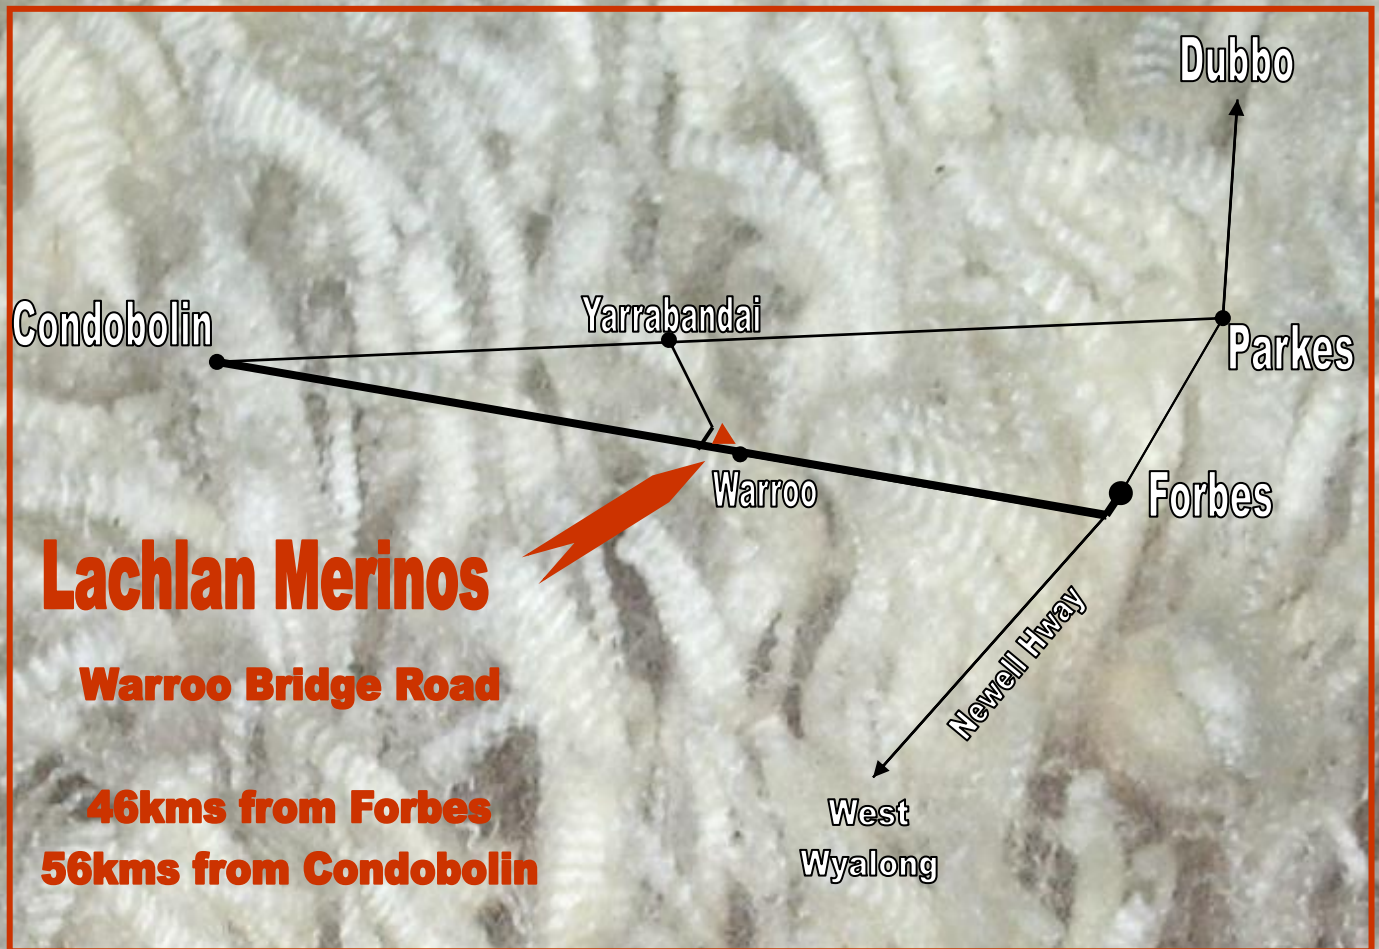 Dubbo
Condobolin
Yarrabandai
Parkes
Warroo
Forbes
Lachlan Merinos
Warroo Bridge Road
Newell Hway
46kms from Forbes
56kms from Condobolin
West
Wyalong